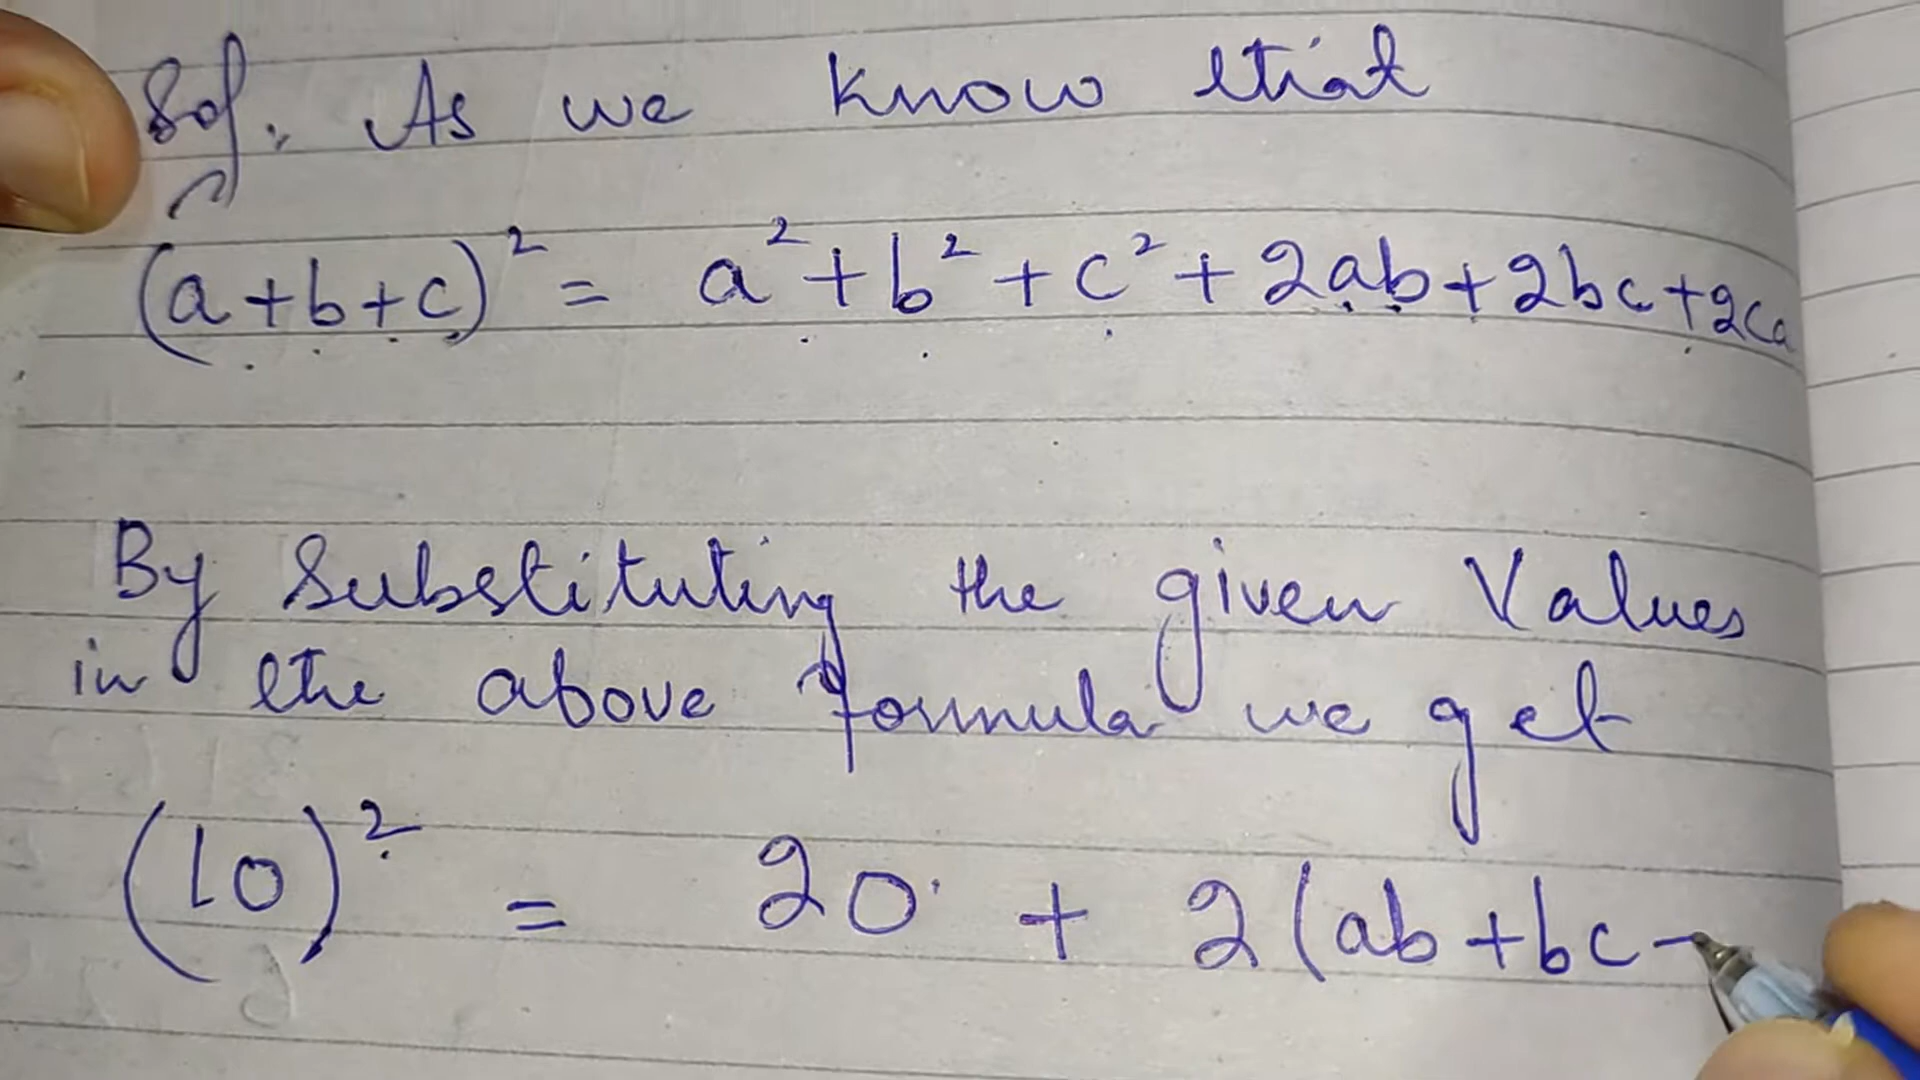 Sol. As we know that
(a+b+c)² = a²+b²+c²+2ab+2bc+2ca
By Substituting the given Values
in the above formula we get
(10)² = 20 + 2(ab+bc-